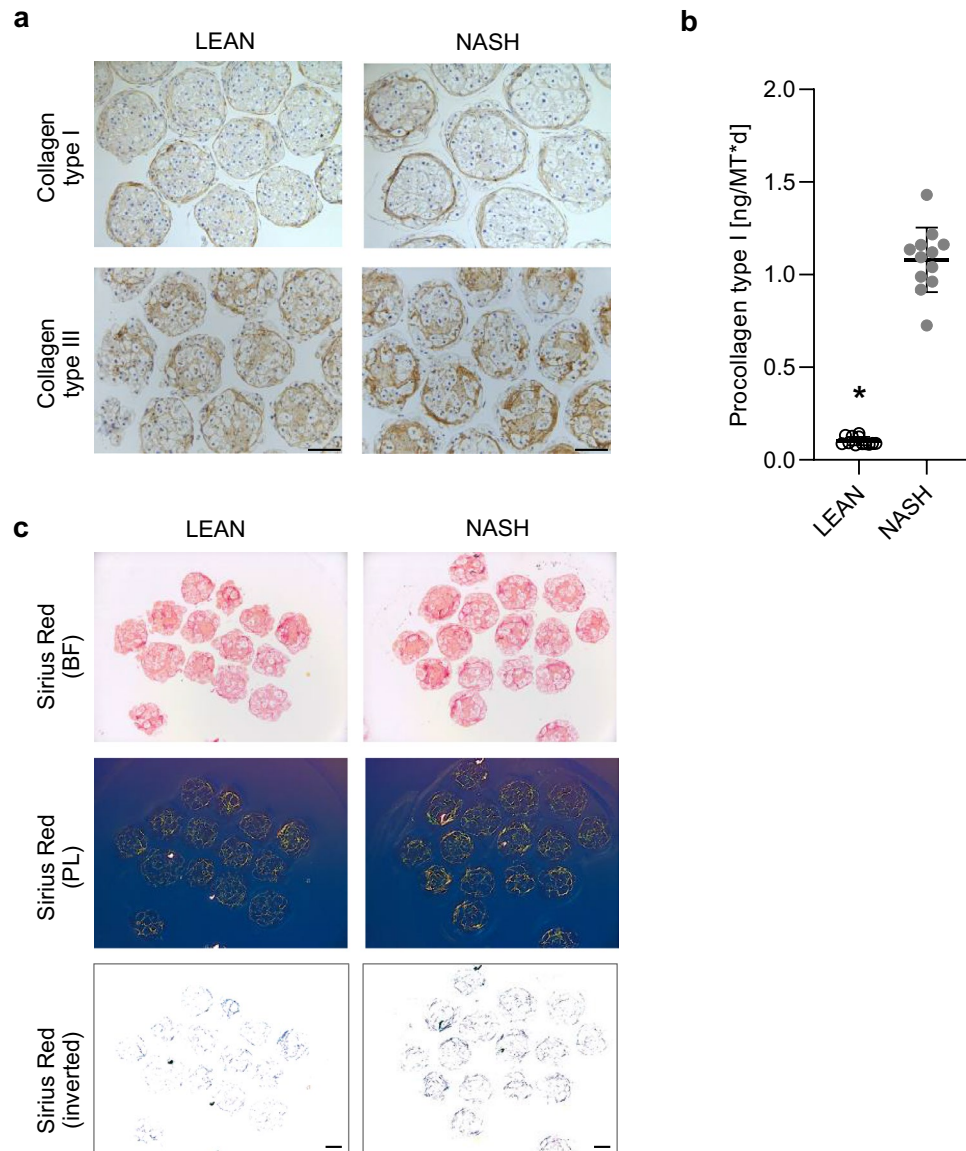 a
LEAN
NASH
Collagen
type I
Collagen
type III
b
Procollagen type I [ng/MT*d]
2.0
1.5
1.0
0.5
0.0
*
LEAN
NASH
c
LEAN
NASH
Sirius Red
(BF)
Sirius Red
(PL)
Sirius Red
(inverted)